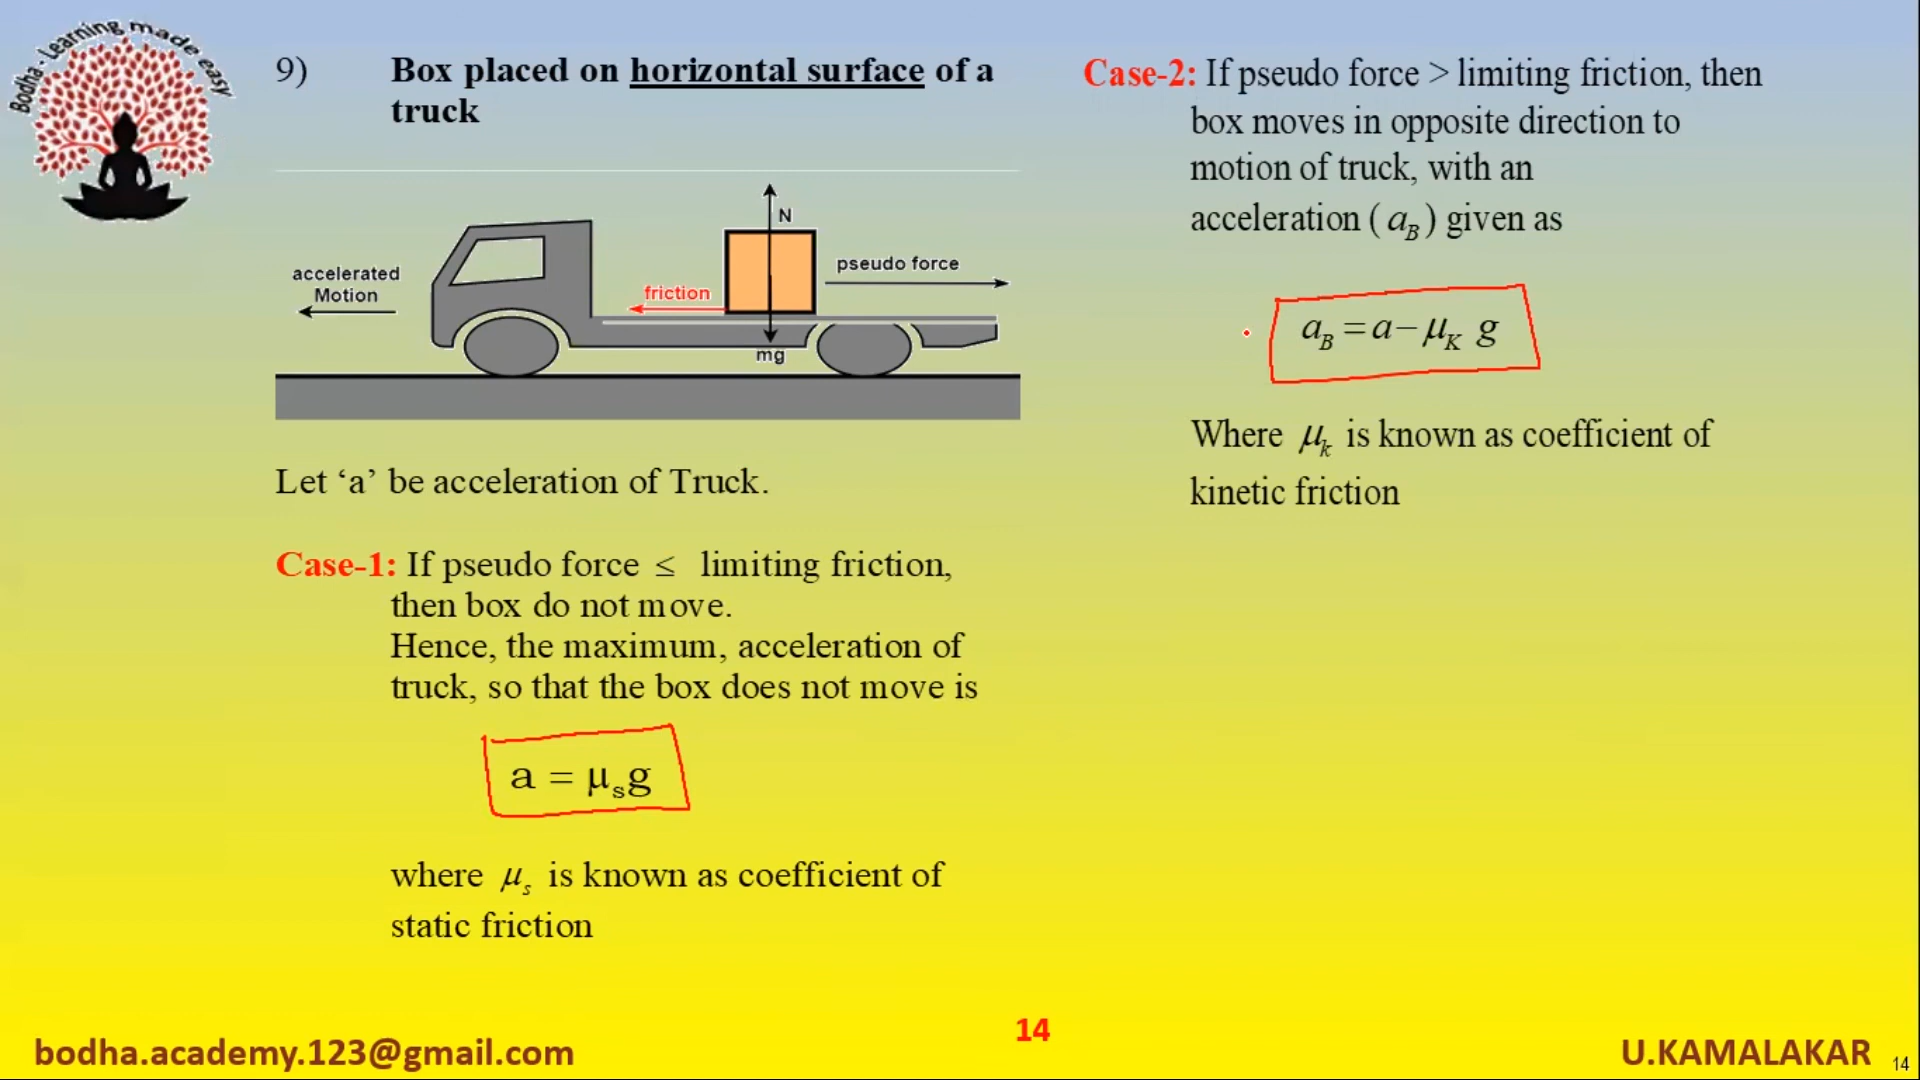 Bodha - Learning made easy
9) Box placed on horizontal surface of a
truck
N
accelerated
Motion
friction
pseudo force
mg
Let ‘a’ be acceleration of Truck.
Case-1: If pseudo force ≤ limiting friction,
then box do not move.
Hence, the maximum, acceleration of
truck, so that the box does not move is
a = μₛg
where μₛ is known as coefficient of
static friction
Case-2: If pseudo force > limiting friction, then
box moves in opposite direction to
motion of truck, with an
acceleration ( a_B ) given as
a_B = a − μ_K g
Where μ_k is known as coefficient of
kinetic friction
14
bodha.academy.123@gmail.com
U.KAMALAKAR
14